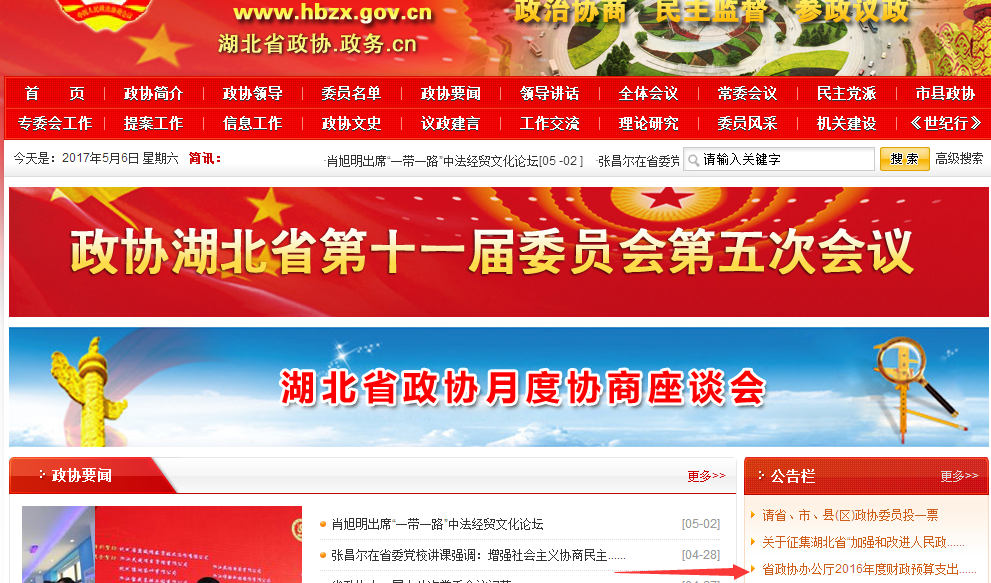 www.hbzx.gov.cn
政治协商 民主监督 参政议政
湖北省政协.政务.cn
首 页 政协简介 政协领导 委员名单 政协要闻 领导讲话 全体会议 常委会议 民主党派 市县政协
专委会工作 提案工作 信息工作 政协文史 议政建言 工作交流 理论研究 委员风采 机关建设 《世纪行》
今天是：2017年5月6日 星期六 简讯： ·肖旭明出席“一带一路”中法经贸文化论坛[05 -02 ] ·张昌尔在省委党 请输入关键字 搜 索 高级搜索
政协湖北省第十一届委员会第五次会议
湖北省政协月度协商座谈会
政协要闻 更多>>
肖旭明出席“一带一路”中法经贸文化论坛 [05-02]
张昌尔在省委党校讲课强调：增强社会主义协商民主...... [04-28]
公告栏 更多>>
请省、市、县(区)政协委员投一票
关于征集湖北省“加强和改进人民政......
省政协办公厅2016年度财政预算支出......